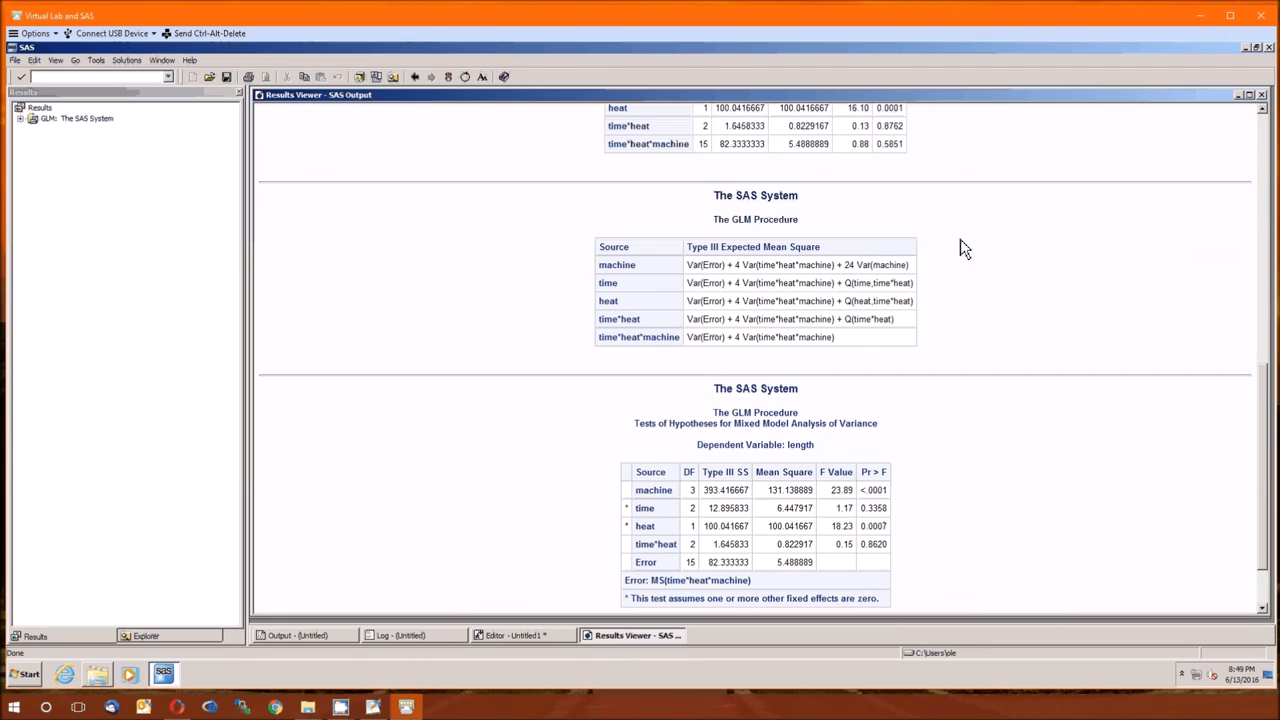 Virtual Lab and SAS
Options Connect USB Device Send Ctrl-Alt-Delete
SAS
File Edit View Go Tools Solutions Window Help
Results
Results Viewer - SAS Output
Results
GLM: The SAS System
heat 1 100.0416667 100.0416667 16.10 0.0001
time*heat 2 1.6458333 0.8229167 0.13 0.8762
time*heat*machine 15 82.3333333 5.4888889 0.88 0.5851
The SAS System
The GLM Procedure
Source Type III Expected Mean Square
machine Var(Error) + 4 Var(time*heat*machine) + 24 Var(machine)
time Var(Error) + 4 Var(time*heat*machine) + Q(time,time*heat)
heat Var(Error) + 4 Var(time*heat*machine) + Q(heat,time*heat)
time*heat Var(Error) + 4 Var(time*heat*machine) + Q(time*heat)
time*heat*machine Var(Error) + 4 Var(time*heat*machine)
The SAS System
The GLM Procedure
Tests of Hypotheses for Mixed Model Analysis of Variance
Dependent Variable: length
Source DF Type III SS Mean Square F Value Pr > F
machine 3 393.416667 131.138889 23.89 <.0001
* time 2 12.895833 6.447917 1.17 0.3358
* heat 1 100.041667 100.041667 18.23 0.0007
time*heat 2 1.645833 0.822917 0.15 0.8620
Error 15 82.333333 5.488889
Error: MS(time*heat*machine)
* This test assumes one or more other fixed effects are zero.
Results Explorer
Output - (Untitled) Log - (Untitled) Editor - Untitled1 * Results Viewer - SAS ...
Done
C:\Users\ole
Start
sas
8:49 PM
6/13/2016